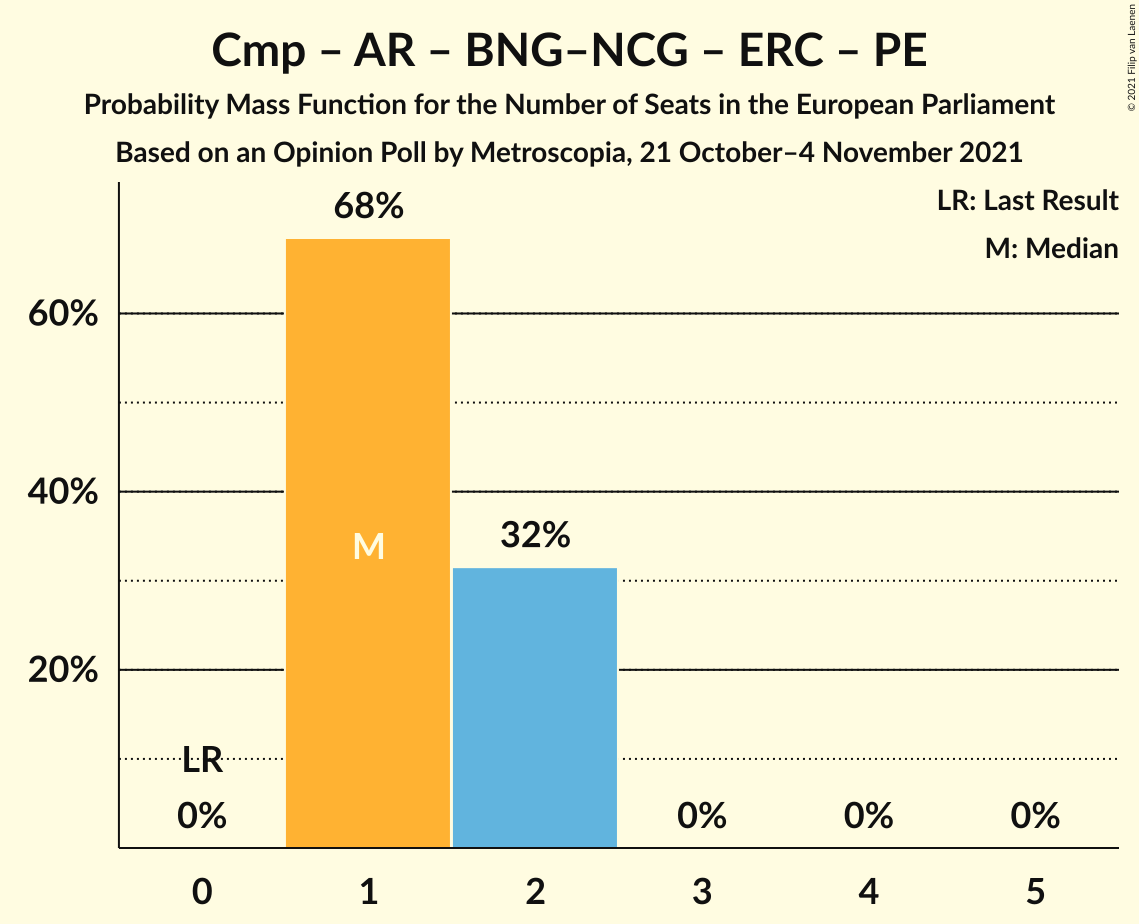 Cmp – AR – BNG–NCG – ERC – PE
Probability Mass Function for the Number of Seats in the European Parliament
Based on an Opinion Poll by Metroscopia, 21 October–4 November 2021
© 2021 Filip van Laenen
LR: Last Result
M: Median
68%
60%
40%
32%
M
20%
LR
0%
0%
0%
0%
0
1
2
3
4
5